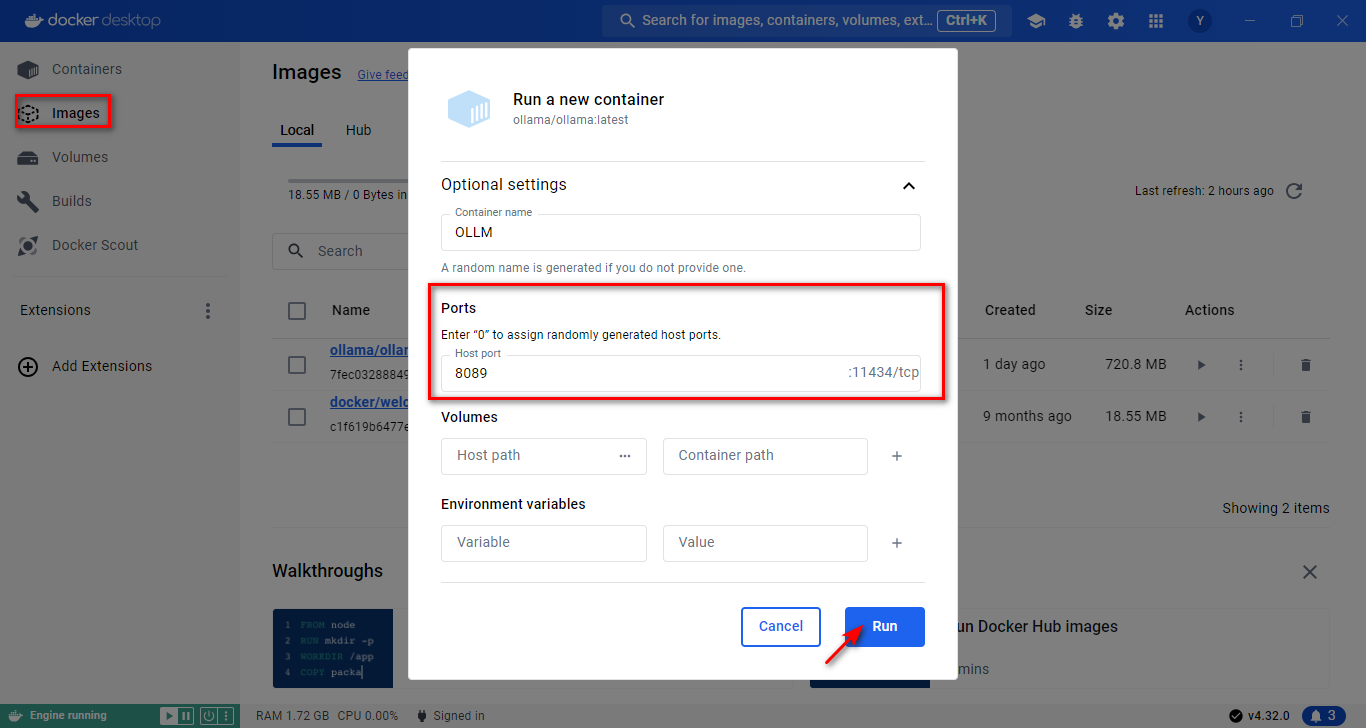 docker desktop
Search for images, containers, volumes, ext...
Ctrl+K
Y
Containers
Images
Volumes
Builds
Docker Scout
Extensions
Add Extensions
Images
Give feed
Local
Hub
18.55 MB / 0 Bytes in
Last refresh: 2 hours ago
Search
Name
Created
Size
Actions
ollama/ollar
7fec03288849
1 day ago
720.8 MB
docker/welc
c1f619b6477e
9 months ago
18.55 MB
Showing 2 items
Walkthroughs
1 FROM node
2 RUN mkdir -p
3 WORKDIR /app
4 COPY packa
un Docker Hub images
mins
Run a new container
ollama/ollama:latest
Optional settings
Container name
OLLM
A random name is generated if you do not provide one.
Ports
Enter “0” to assign randomly generated host ports.
Host port
8089
:11434/tcp
Volumes
Host path
...
Container path
+
Environment variables
Variable
Value
+
Cancel
Run
Engine running
RAM 1.72 GB CPU 0.00%
Signed in
v4.32.0
3